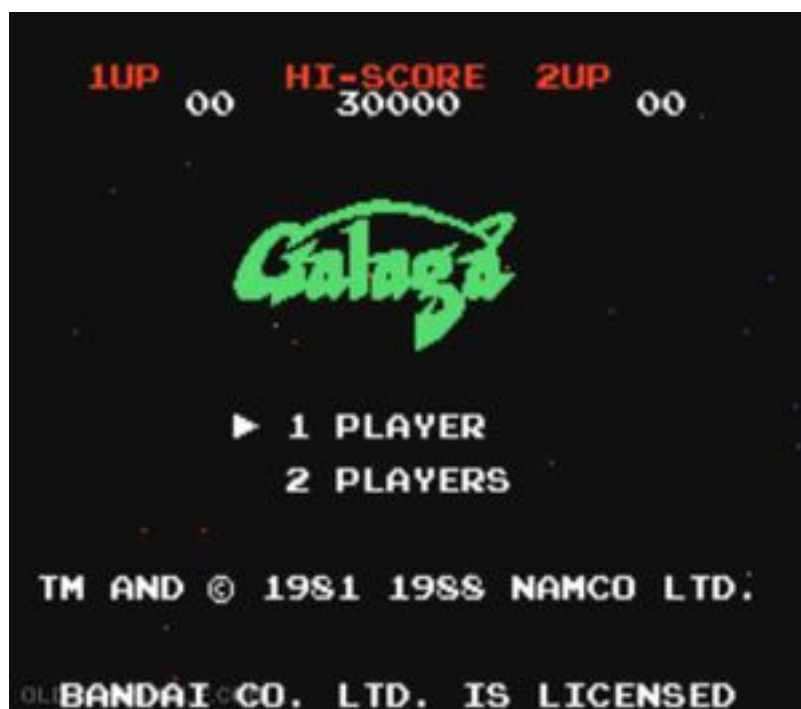 1UP HI-SCORE 2UP
00 30000 00
Galaga
▶ 1 PLAYER
2 PLAYERS
TM AND © 1981 1988 NAMCO LTD.
BANDAI CO. LTD. IS LICENSED